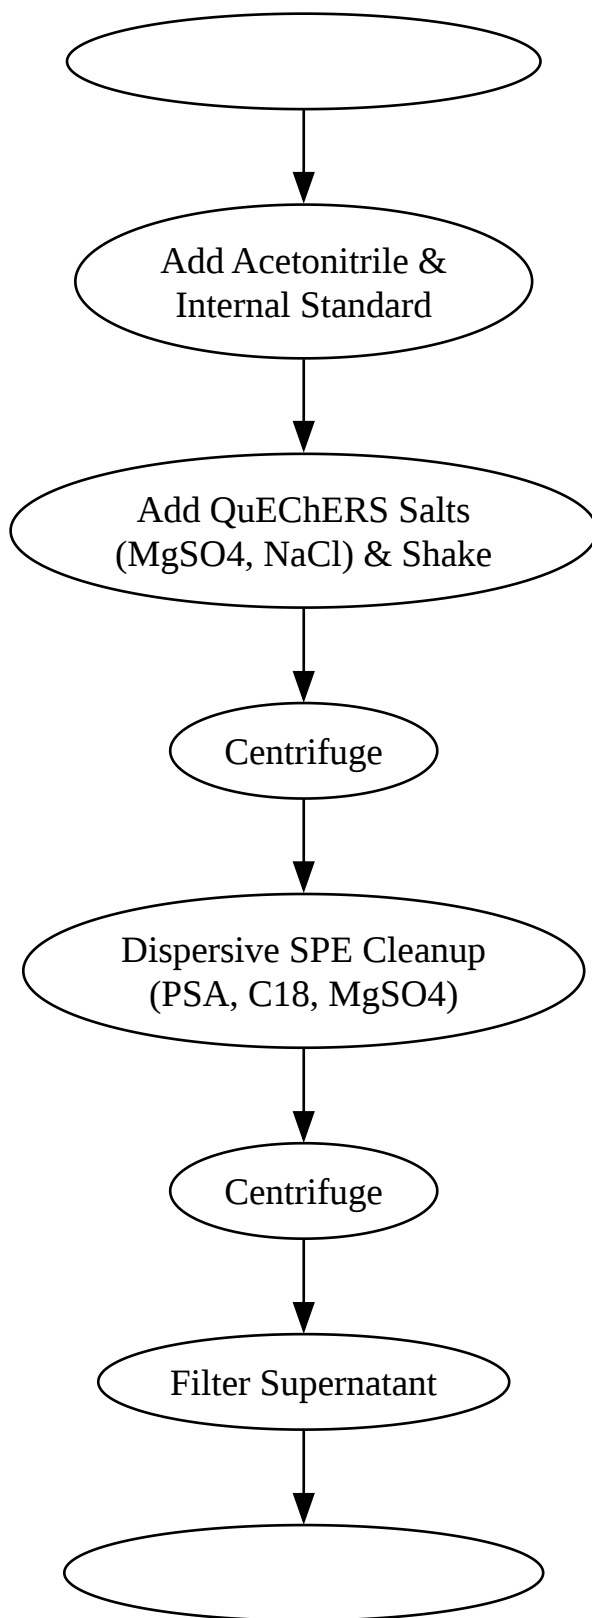 Add Acetonitrile &
Internal Standard
Add QuEChERS Salts
(MgSO4, NaCl) & Shake
Centrifuge
Dispersive SPE Cleanup
(PSA, C18, MgSO4)
Centrifuge
Filter Supernatant